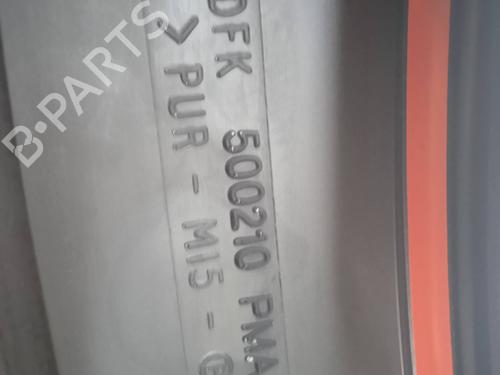 DFK 500210 PMA
> PUR - M15 -
B-PARTS